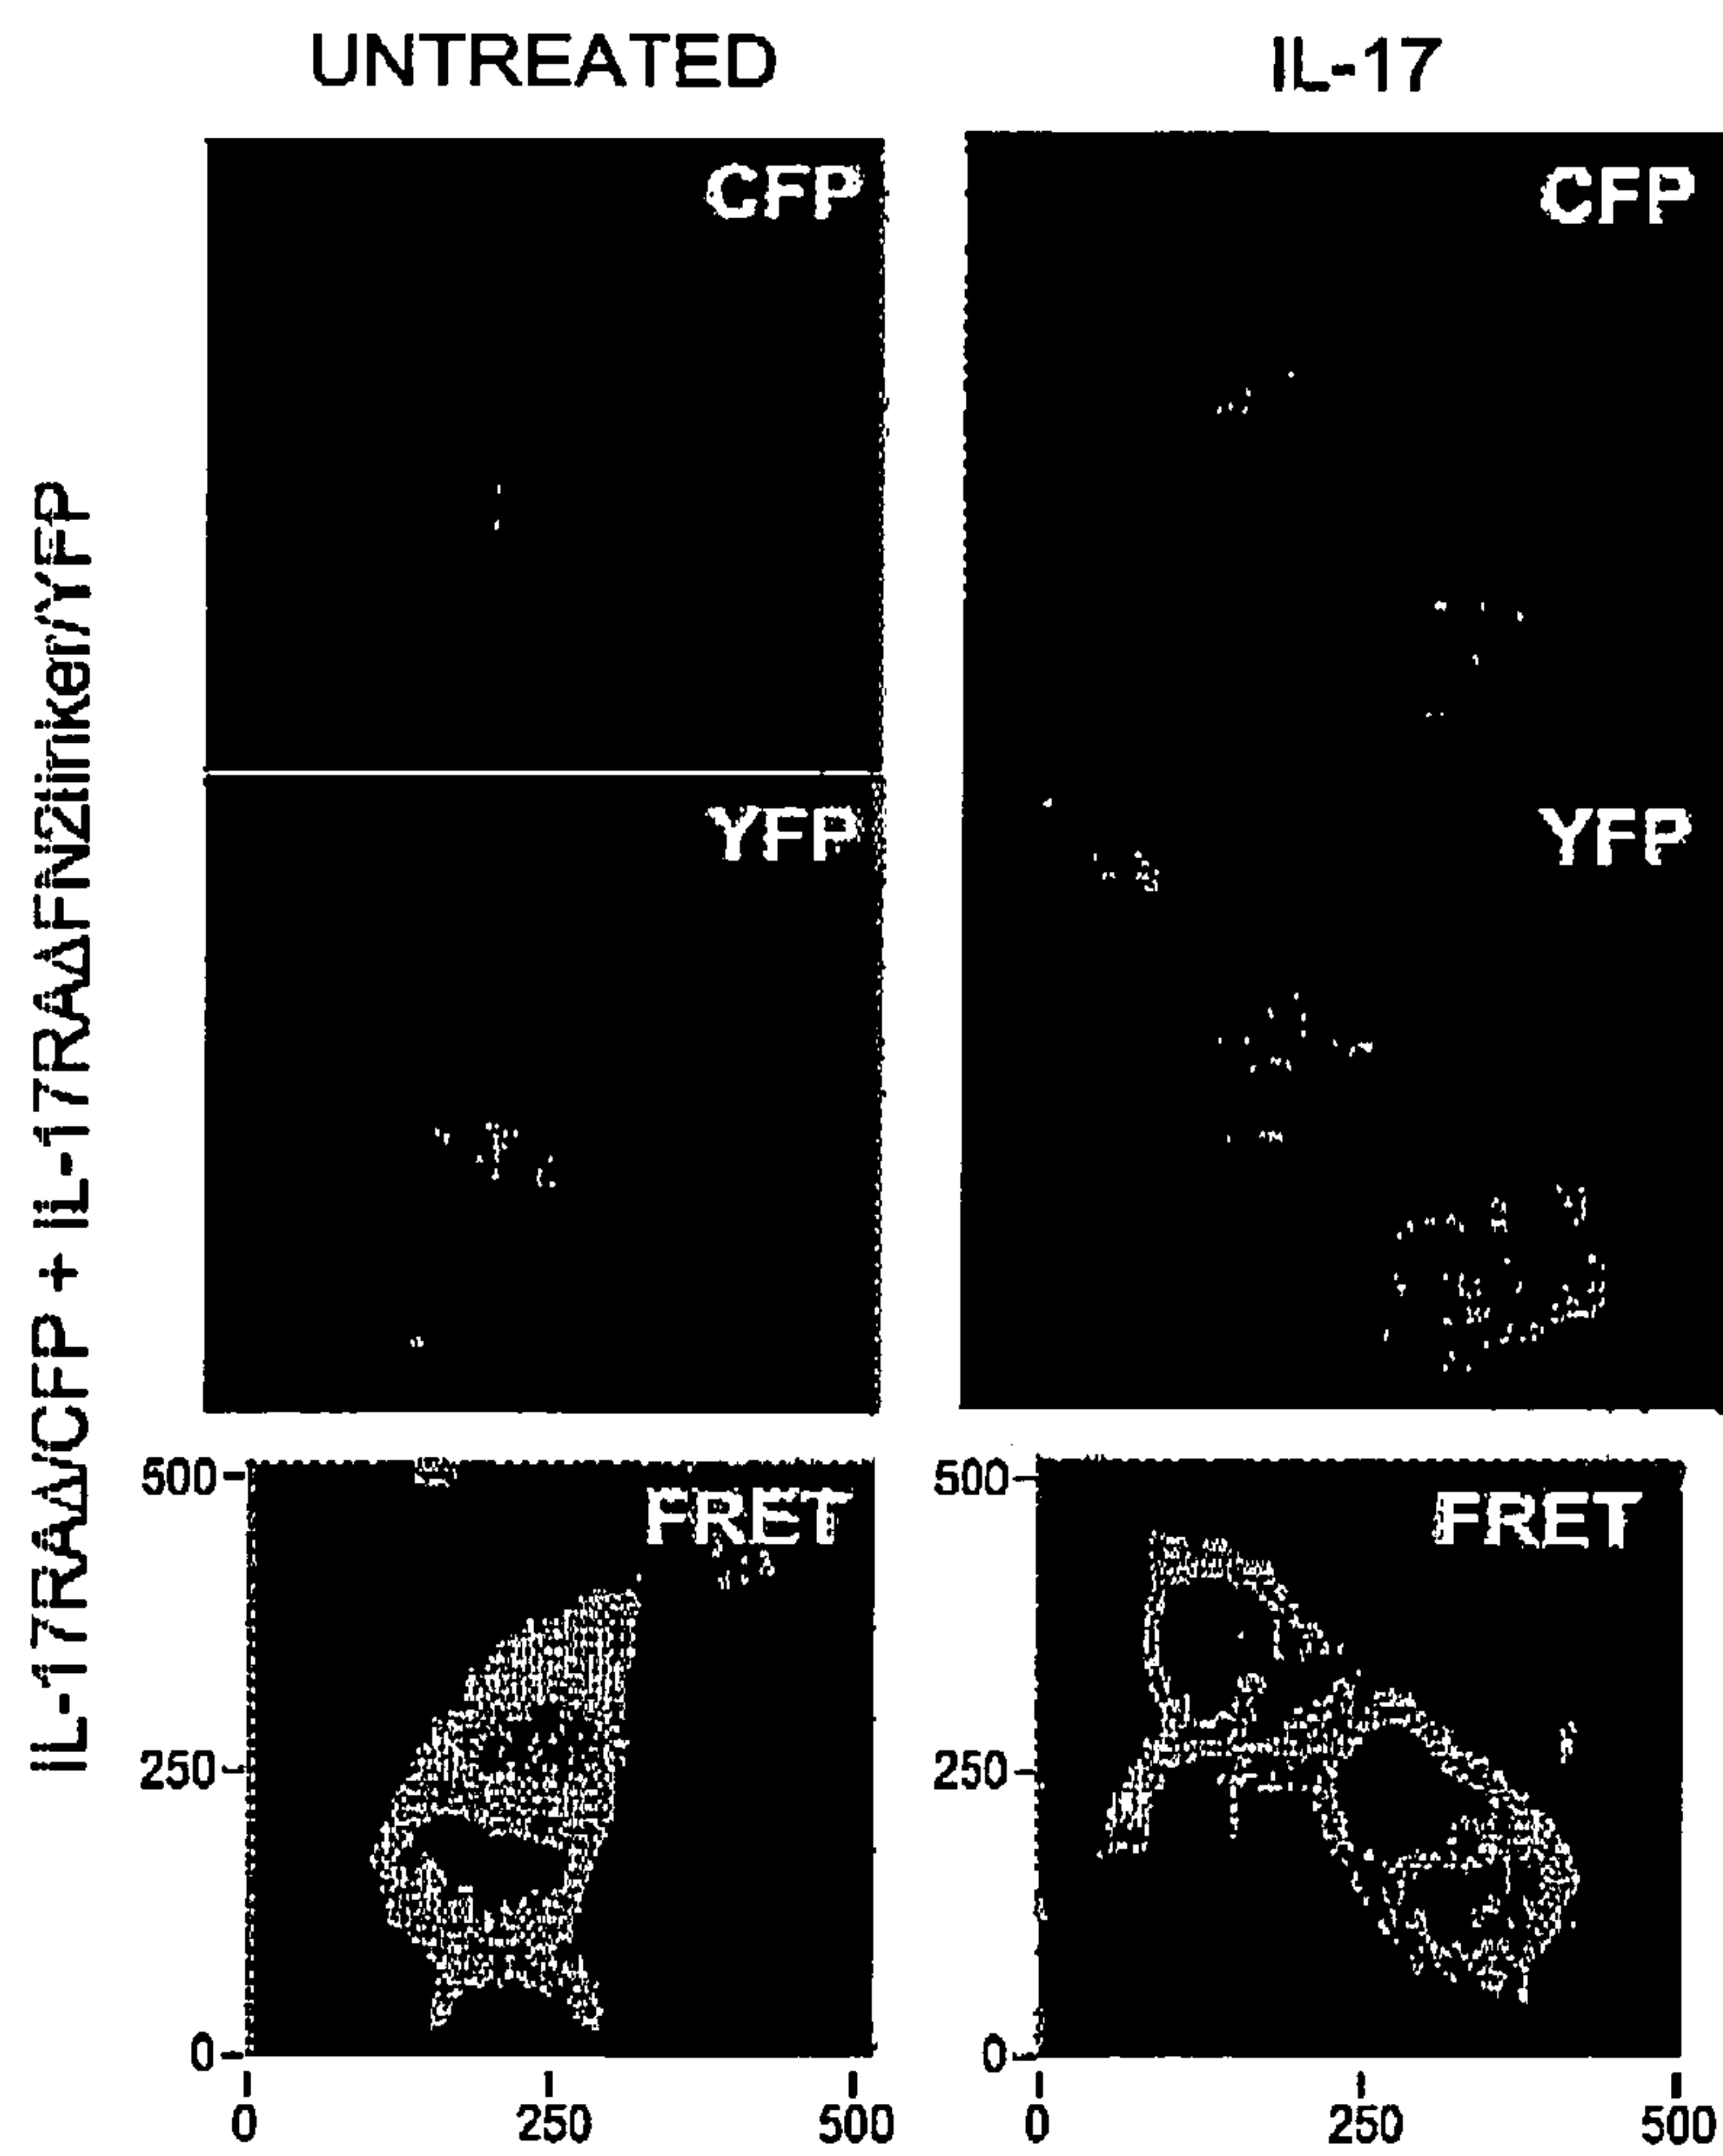 UNTREATED IL-17
IL-17RAΔ/CFP + IL-17RAΔFN2linker/YFP
CFP CFP
YFP YFP
500 FRET 500 FRET
250 250
0 0
0 250 500 0 250 500